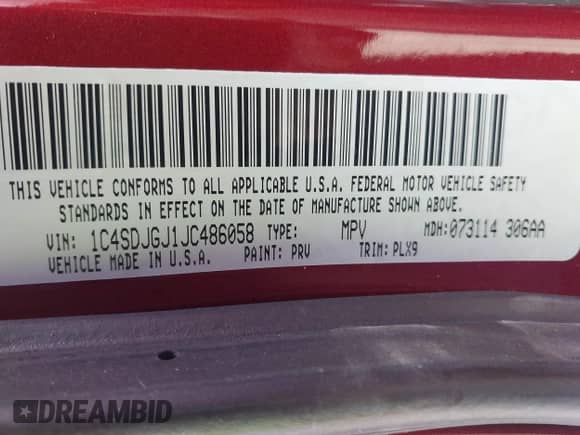 THIS VEHICLE CONFORMS TO ALL APPLICABLE U.S.A. FEDERAL MOTOR VEHICLE SAFETY
STANDARDS IN EFFECT ON THE DATE OF MANUFACTURE SHOWN ABOVE.
VIN: 1C4SDJGJ1JC486058 TYPE: MPV MDH:073114 306AA
VEHICLE MADE IN U.S.A. PAINT: PRV TRIM: PLX9
DREAMBID